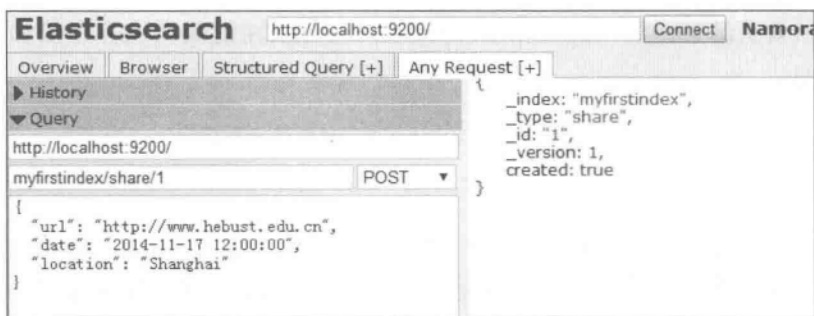 Elasticsearch http://localhost:9200/ Connect Namora
Overview Browser Structured Query [+] Any Request [+]
History
Query
http://localhost:9200/
myfirstindex/share/1 POST
{
"url": "http://www.hebust.edu.cn",
"date": "2014-11-17 12:00:00",
"location": "Shanghai"
}
{
_index: "myfirstindex",
_type: "share",
_id: "1",
_version: 1,
created: true
}